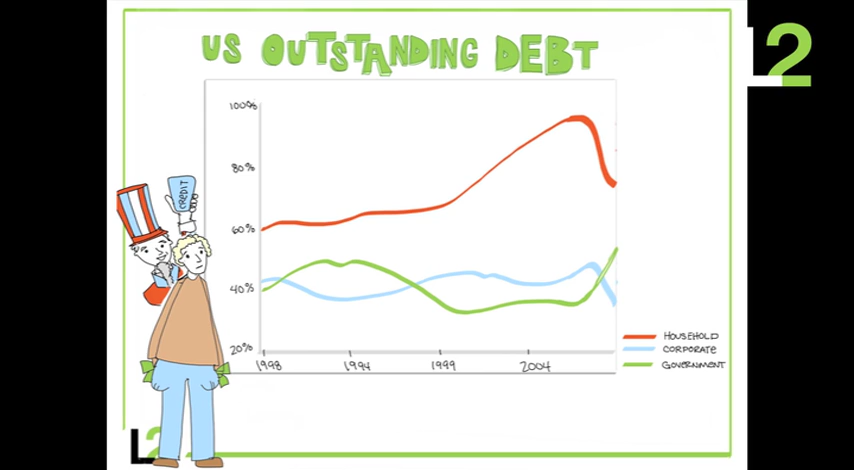 US OUTSTANDING DEBT
L2
100%
80%
60%
40%
20%
CREDIT
1998
1994
1999
2004
HOUSEHOLD
CORPORATE
GOVERNMENT
L2